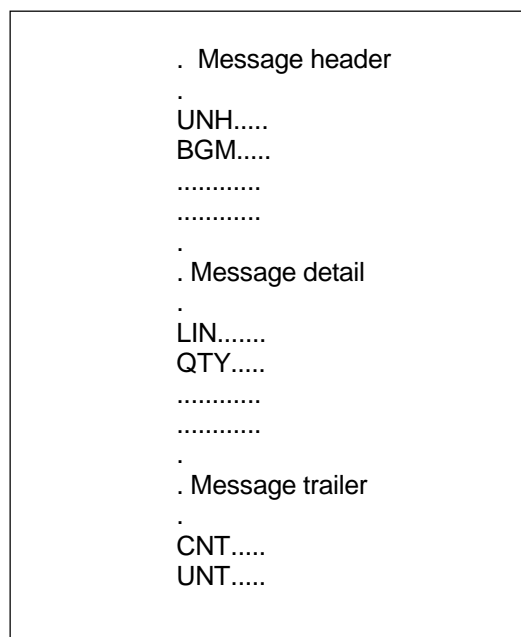 . Message header
.
UNH.....
BGM.....
............
............
.
. Message detail
.
LIN.......
QTY.....
............
............
.
. Message trailer
.
CNT.....
UNT.....